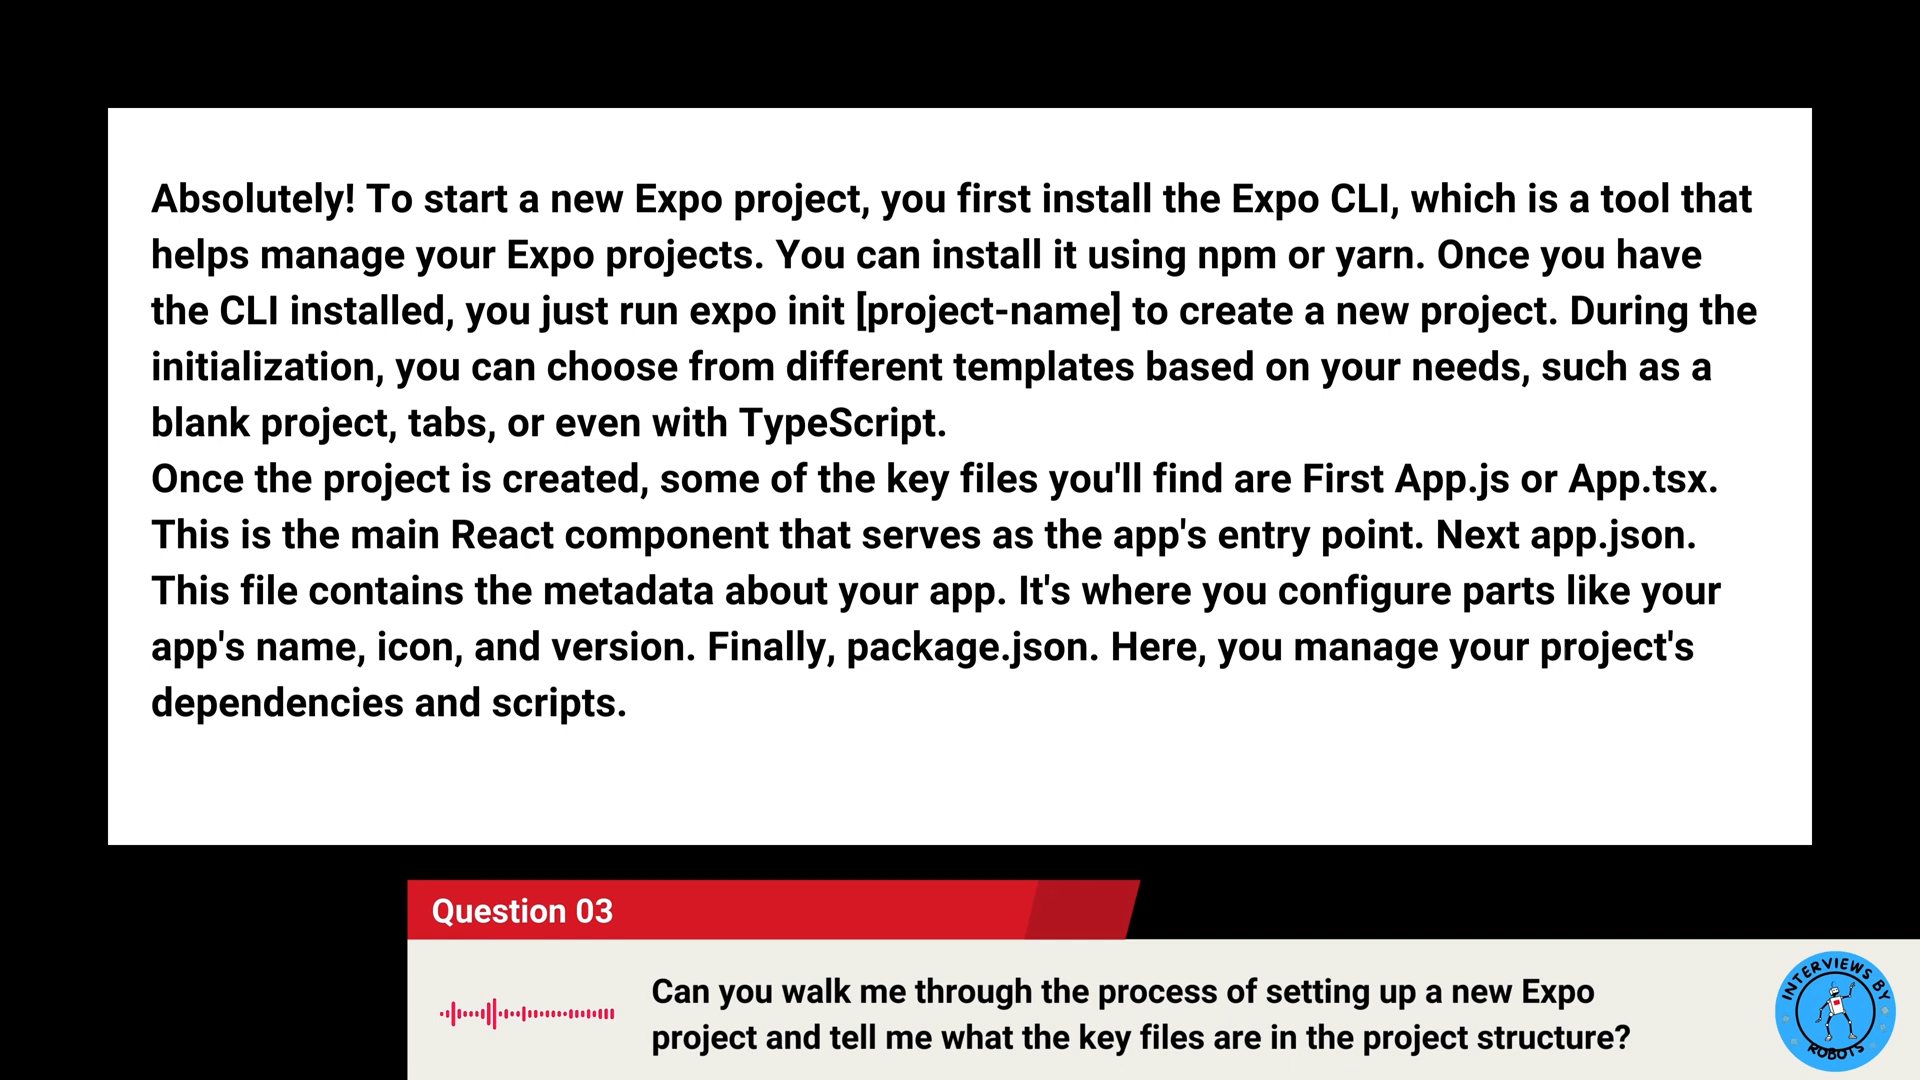 Absolutely! To start a new Expo project, you first install the Expo CLI, which is a tool that
helps manage your Expo projects. You can install it using npm or yarn. Once you have
the CLI installed, you just run expo init [project-name] to create a new project. During the
initialization, you can choose from different templates based on your needs, such as a
blank project, tabs, or even with TypeScript.
Once the project is created, some of the key files you'll find are First App.js or App.tsx.
This is the main React component that serves as the app's entry point. Next app.json.
This file contains the metadata about your app. It's where you configure parts like your
app's name, icon, and version. Finally, package.json. Here, you manage your project's
dependencies and scripts.
Question 03
Can you walk me through the process of setting up a new Expo
project and tell me what the key files are in the project structure?
INTERVIEWS BY
ROBOTS